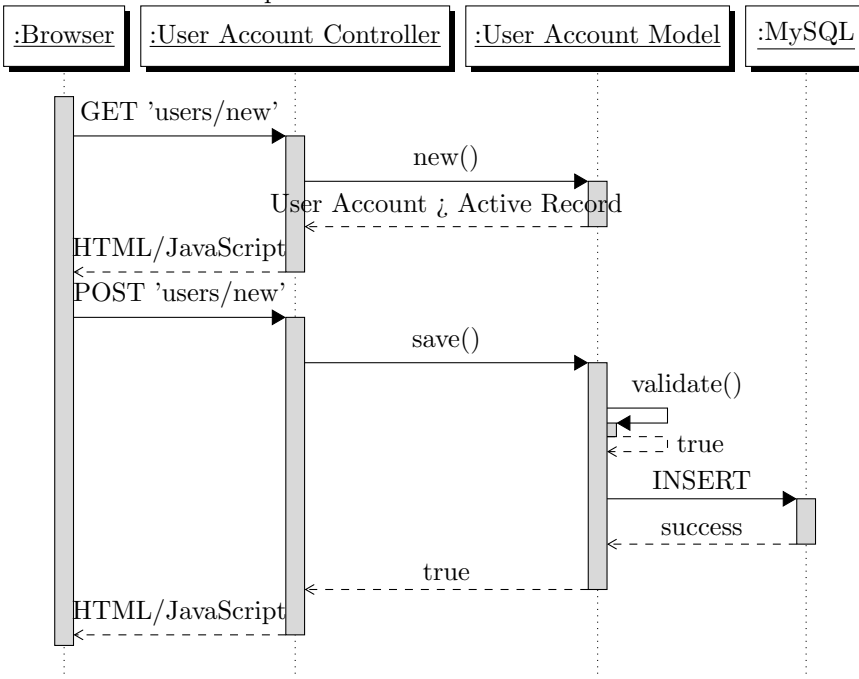 :Browser
:User Account Controller
:User Account Model
:MySQL
GET 'users/new'
new()
User Account ¿ Active Record
HTML/JavaScript
POST 'users/new'
save()
validate()
true
INSERT
success
true
HTML/JavaScript